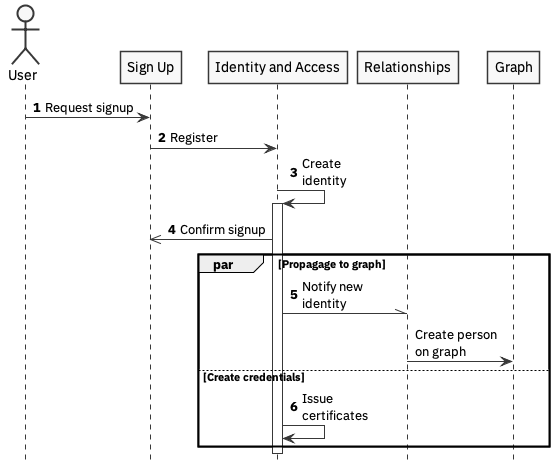 User
Sign Up
Identity and Access
Relationships
Graph
1 Request signup
2 Register
3 Create
identity
4 Confirm signup
par
[Propagage to graph]
5 Notify new
identity
Create person
on graph
[Create credentials]
6 Issue
certificates